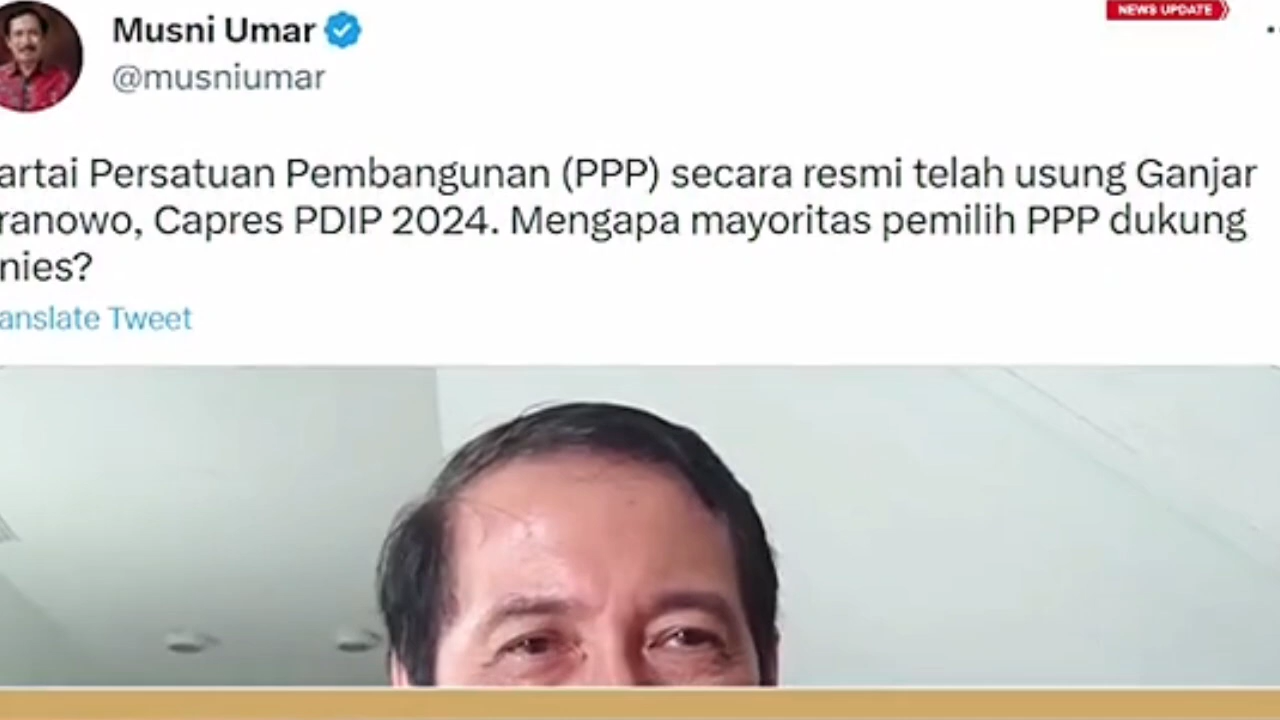 NEWS UPDATE
Musni Umar
@musniumar
artai Persatuan Pembangunan (PPP) secara resmi telah usung Ganjar
ranowo, Capres PDIP 2024. Mengapa mayoritas pemilih PPP dukung
nies?
anslate Tweet